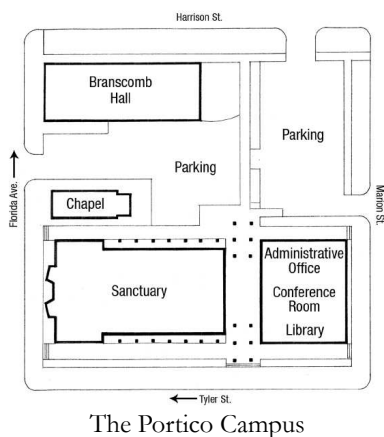 Harrison St.
Branscomb
Hall
Parking
Parking
Florida Ave.
Chapel
Marion St.
Administrative
Office
Sanctuary
Conference
Room
Library
Tyler St.
The Portico Campus